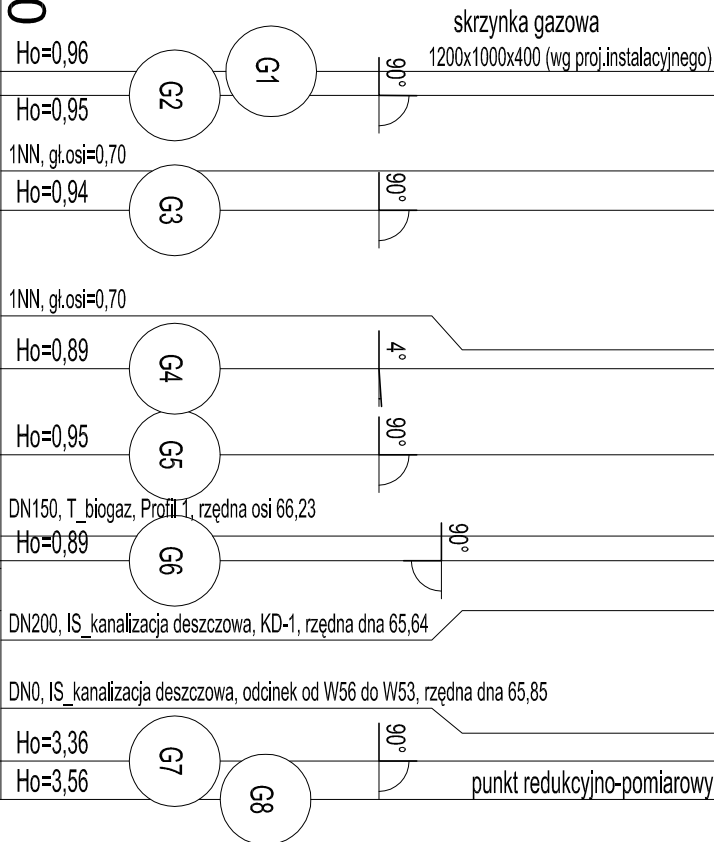 0
skrzynka gazowa
Ho=0,96
1200x1000x400 (wg proj.instalacyjnego)
G1
90°
G2
Ho=0,95
1NN, gł.osi=0,70
Ho=0,94
G3
90°
1NN, gł.osi=0,70
Ho=0,89
G4
4°
Ho=0,95
G5
90°
DN150, T_biogaz, Profil 1, rzędna osi 66,23
Ho=0,89
G6
90°
DN200, IS_kanalizacja deszczowa, KD-1, rzędna dna 65,64
DN0, IS_kanalizacja deszczowa, odcinek od W56 do W53, rzędna dna 65,85
Ho=3,36
G7
90°
Ho=3,56
G8
punkt redukcyjno-pomiarowy